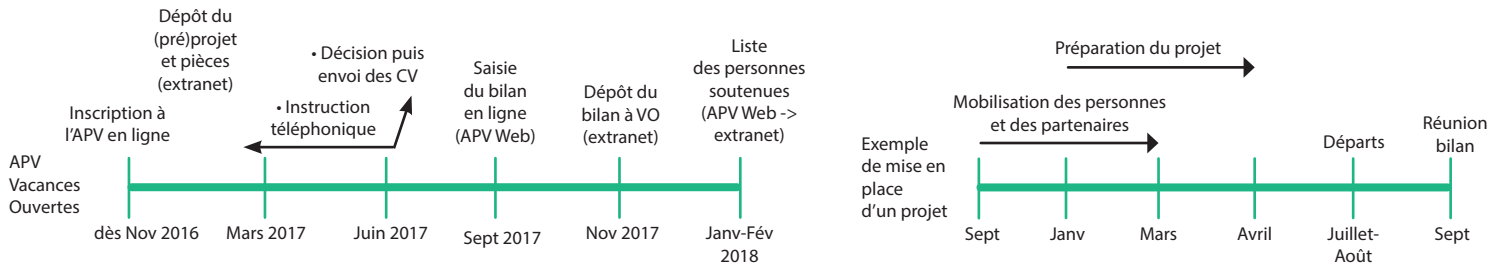 Dépôt du
(pré)projet
et pièces
(extranet)
• Décision puis
envoi des CV
Liste
des personnes
soutenues
(APV Web ->
extranet)
Saisie
du bilan
en ligne
(APV Web)
Dépôt du
bilan à VO
(extranet)
Inscription à
l'APV en ligne
• Instruction
téléphonique
APV
Vacances
Ouvertes
dès Nov 2016
Mars 2017
Juin 2017
Sept 2017
Nov 2017
Janv-Fév
2018
Préparation du projet
Mobilisation des personnes
et des partenaires
Exemple
de mise en
place
d'un projet
Départs
Réunion
bilan
Sept
Janv
Mars
Avril
Juillet-
Août
Sept